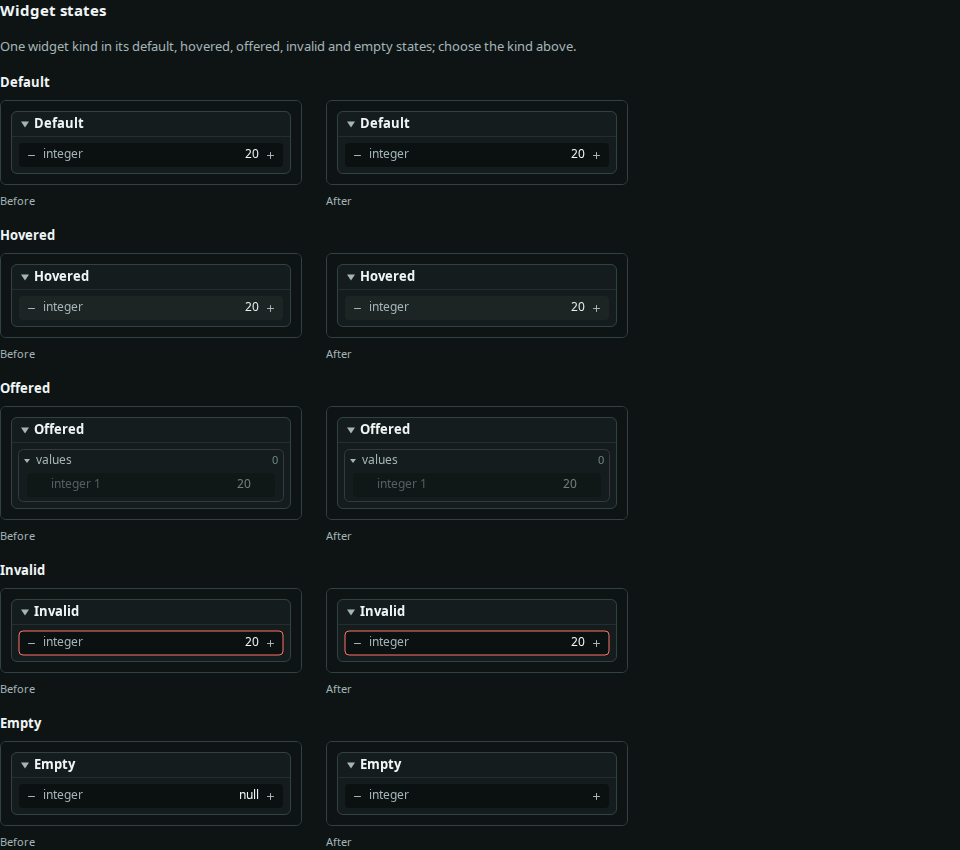 Widget states
One widget kind in its default, hovered, offered, invalid and empty states; choose the kind above.
Default
Default
– integer 20 +
Default
– integer 20 +
Before
After
Hovered
Hovered
– integer 20 +
Hovered
– integer 20 +
Before
After
Offered
Offered
values 0
integer 1 20
Offered
values 0
integer 1 20
Before
After
Invalid
Invalid
– integer 20 +
Invalid
– integer 20 +
Before
After
Empty
Empty
– integer null +
Empty
– integer +
Before
After